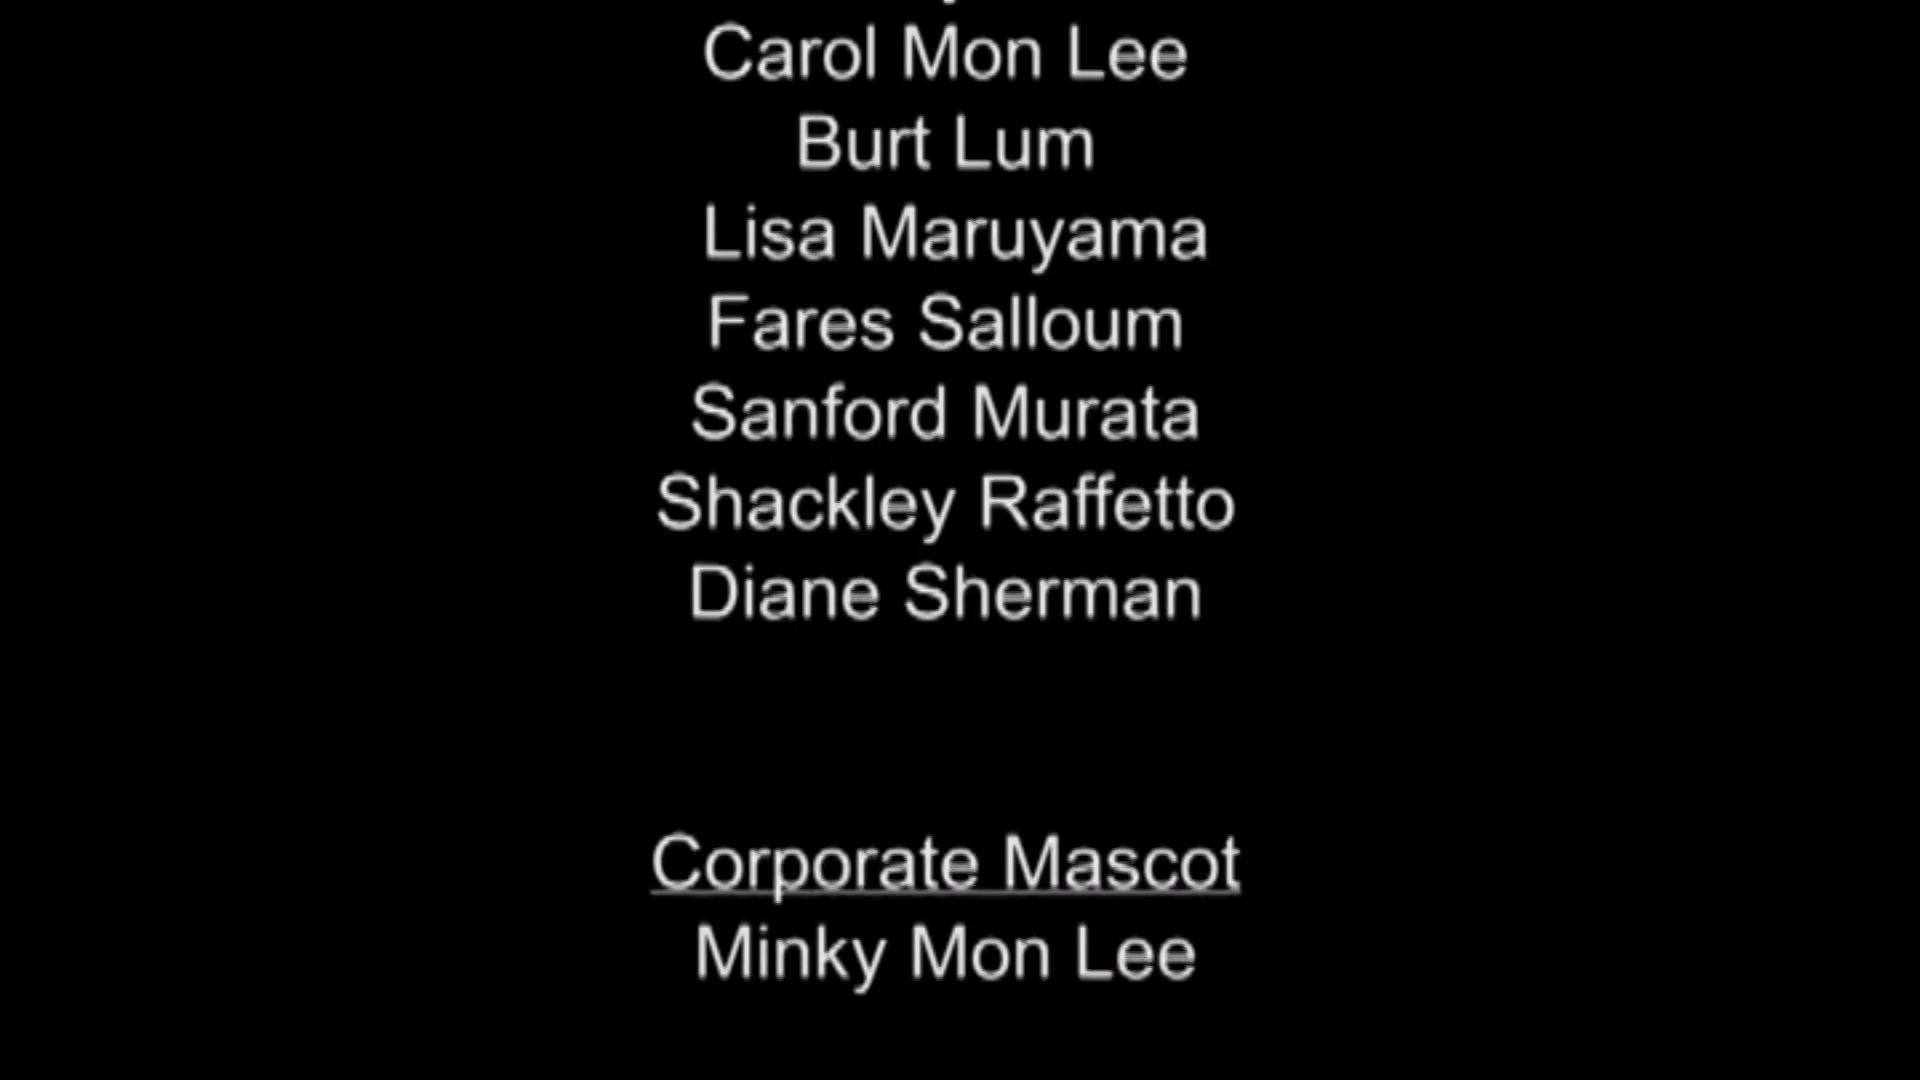 Carol Mon Lee
Burt Lum
Lisa Maruyama
Fares Salloum
Sanford Murata
Shackley Raffetto
Diane Sherman
Corporate Mascot
Minky Mon Lee